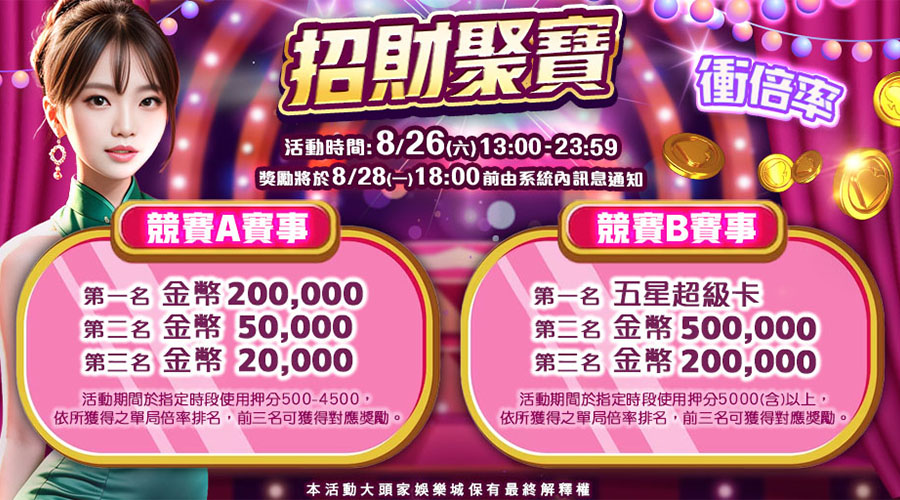 招財聚寶
衝倍率
活動時間: 8/26(六)13:00-23:59
獎勵將於8/28(一)18:00前由系統內訊息通知
競賽A賽事
第一名 金幣 200,000
第二名 金幣 50,000
第三名 金幣 20,000
活動期間於指定時段使用押分500-4500，
依所獲得之單局倍率排名，前三名可獲得對應獎勵。
競賽B賽事
第一名 五星超級卡
第二名 金幣 500,000
第三名 金幣 200,000
活動期間於指定時段使用押分5000(含)以上，
依所獲得之單局倍率排名，前三名可獲得對應獎勵。
本活動大頭家娛樂城保有最終解釋權